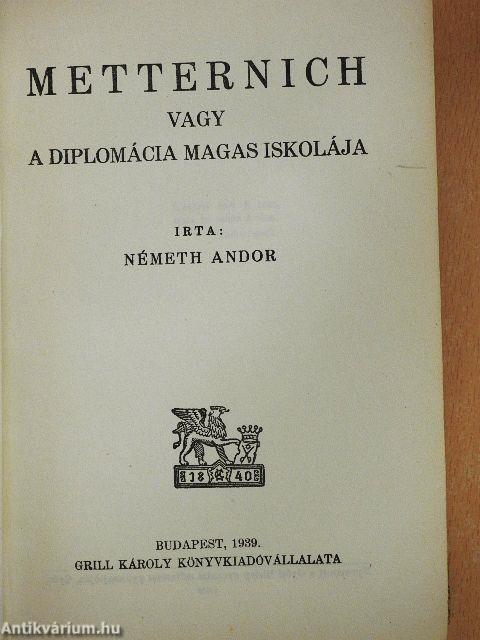 METTERNICH
VAGY
A DIPLOMÁCIA MAGAS ISKOLÁJA
IRTA:
NÉMETH ANDOR
18 40
BUDAPEST, 1939.
GRILL KÁROLY KÖNYVKIADÓVÁLLALATA
Antikvárium.hu